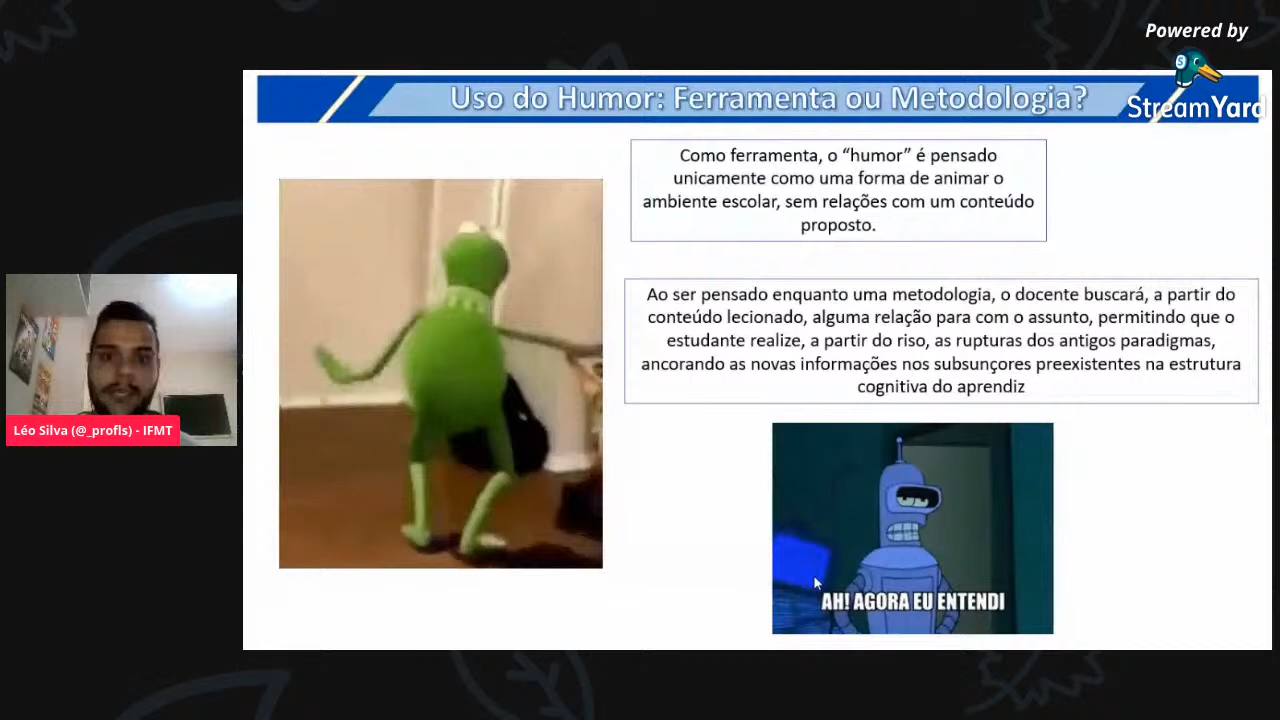 Powered by
StreamYard
Uso do Humor: Ferramenta ou Metodologia?
Como ferramenta, o “humor” é pensado
unicamente como uma forma de animar o
ambiente escolar, sem relações com um conteúdo
proposto.
Ao ser pensado enquanto uma metodologia, o docente buscará, a partir do
conteúdo lecionado, alguma relação para com o assunto, permitindo que o
estudante realize, a partir do riso, as rupturas dos antigos paradigmas,
ancorando as novas informações nos subsunçores preexistentes na estrutura
cognitiva do aprendiz
Léo Silva (@_profls) - IFMT
AH! AGORA EU ENTENDI